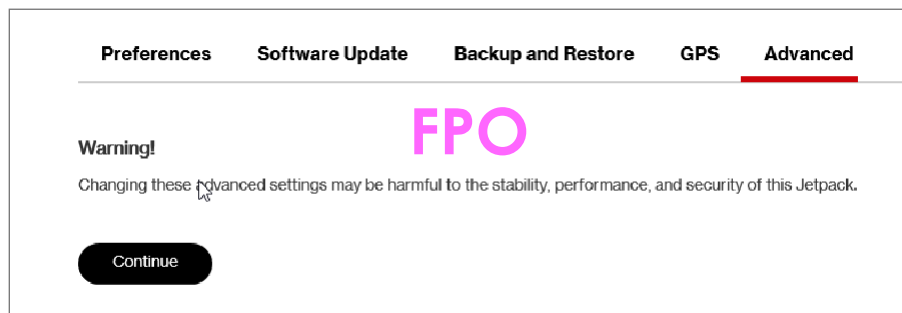 Preferences Software Update Backup and Restore GPS Advanced
FPO
Warning!
Changing these advanced settings may be harmful to the stability, performance, and security of this Jetpack.
Continue